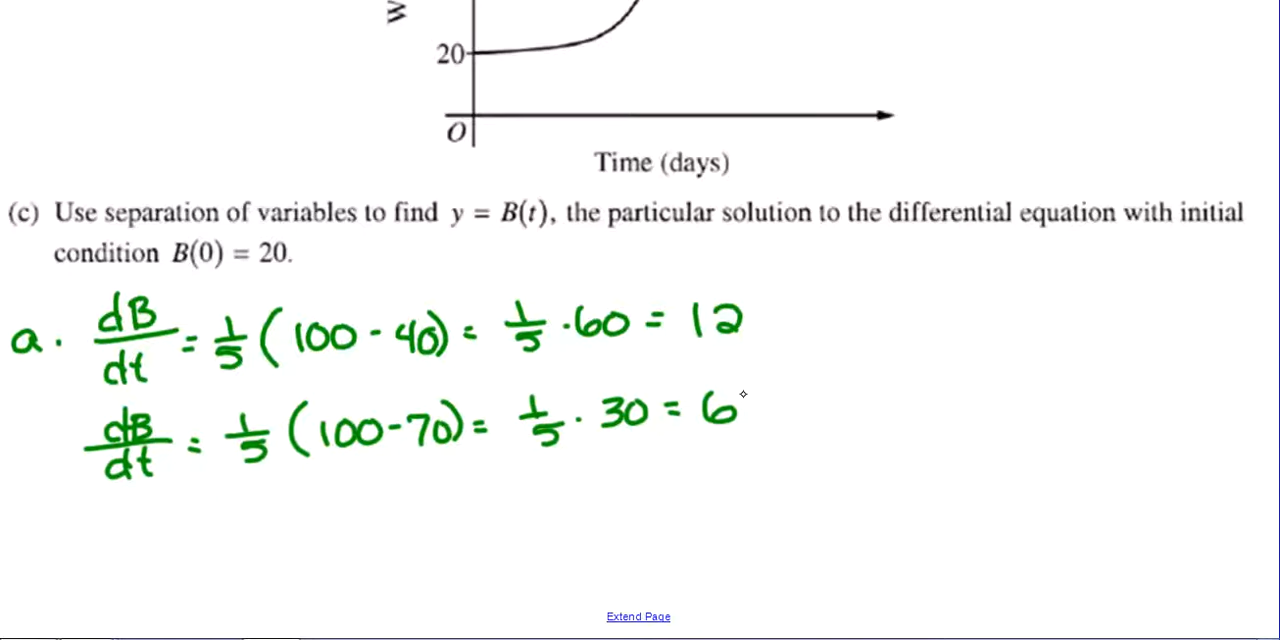 W
20
O
Time (days)
(c) Use separation of variables to find y = B(t), the particular solution to the differential equation with initial
condition B(0) = 20.
a. dB/dt = 1/5 (100 - 40) = 1/5 · 60 = 12
dB/dt = 1/5 (100 - 70) = 1/5 · 30 = 6
Extend Page